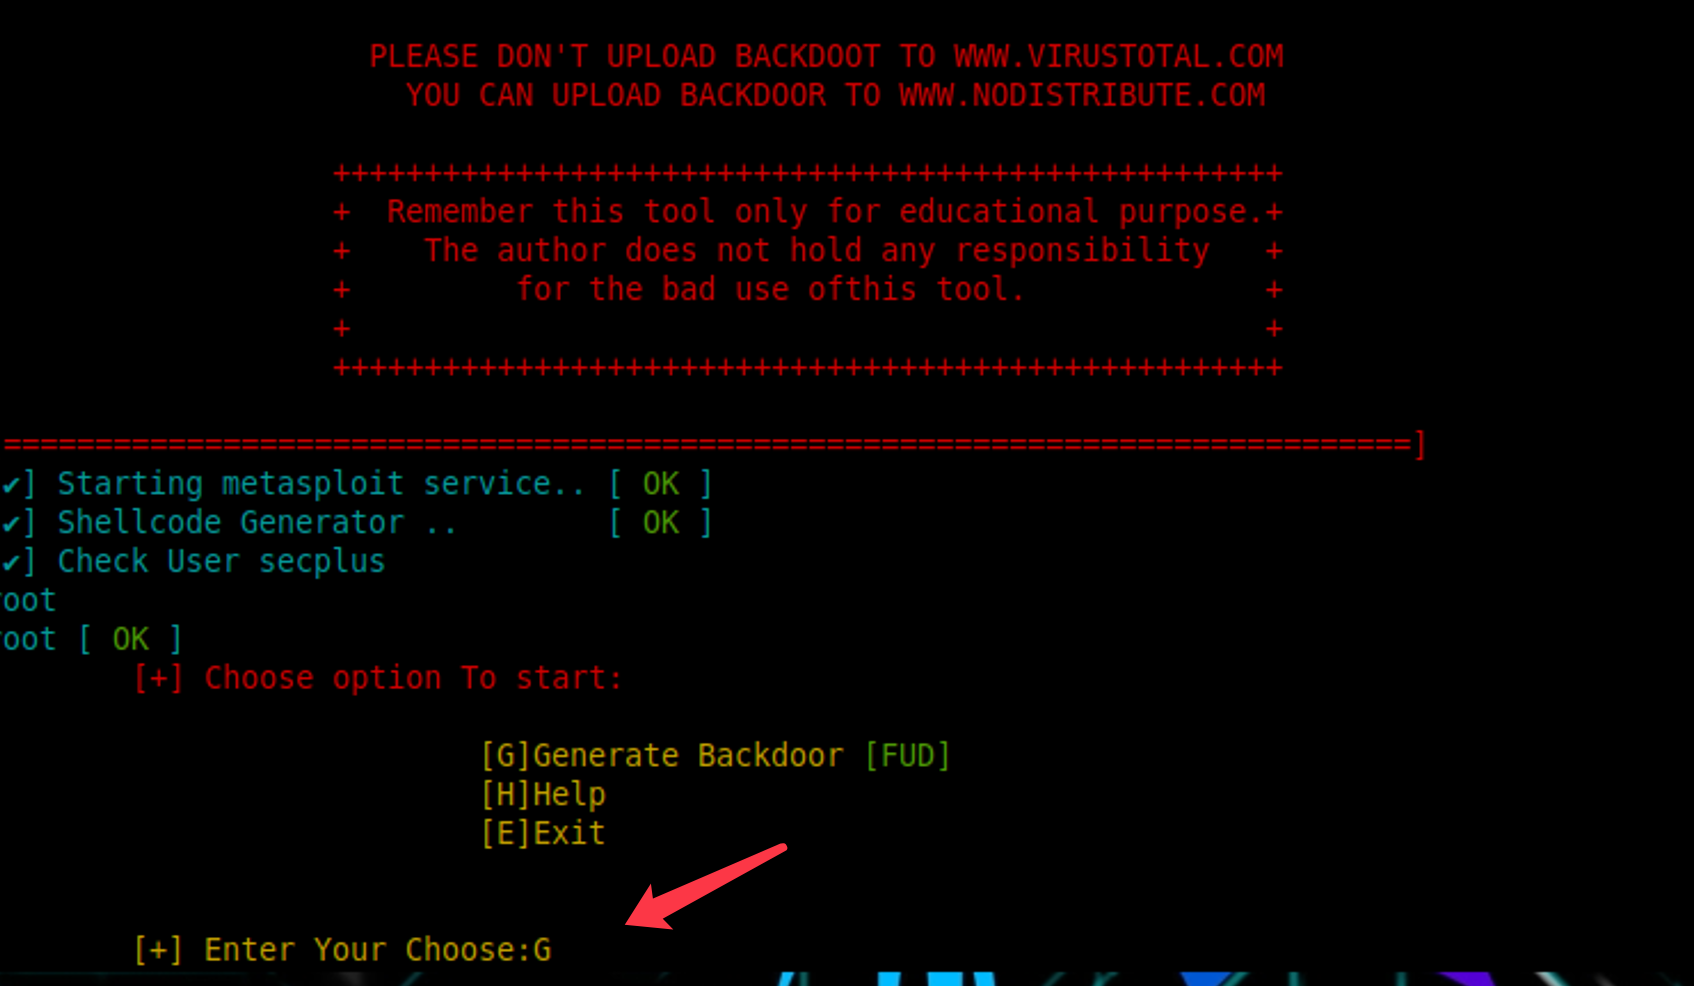 PLEASE DON'T UPLOAD BACKDOOT TO WWW.VIRUSTOTAL.COM
YOU CAN UPLOAD BACKDOOR TO WWW.NODISTRIBUTE.COM
++++++++++++++++++++++++++++++++++++++++++++++++++++
+  Remember this tool only for educational purpose.+
+    The author does not hold any responsibility   +
+         for the bad use ofthis tool.             +
+                                                  +
++++++++++++++++++++++++++++++++++++++++++++++++++++
=============================================================================]
✔] Starting metasploit service.. [ OK ]
✔] Shellcode Generator ..        [ OK ]
✔] Check User secplus
root
root [ OK ]
[+] Choose option To start:
[G]Generate Backdoor [FUD]
[H]Help
[E]Exit
[+] Enter Your Choose:G